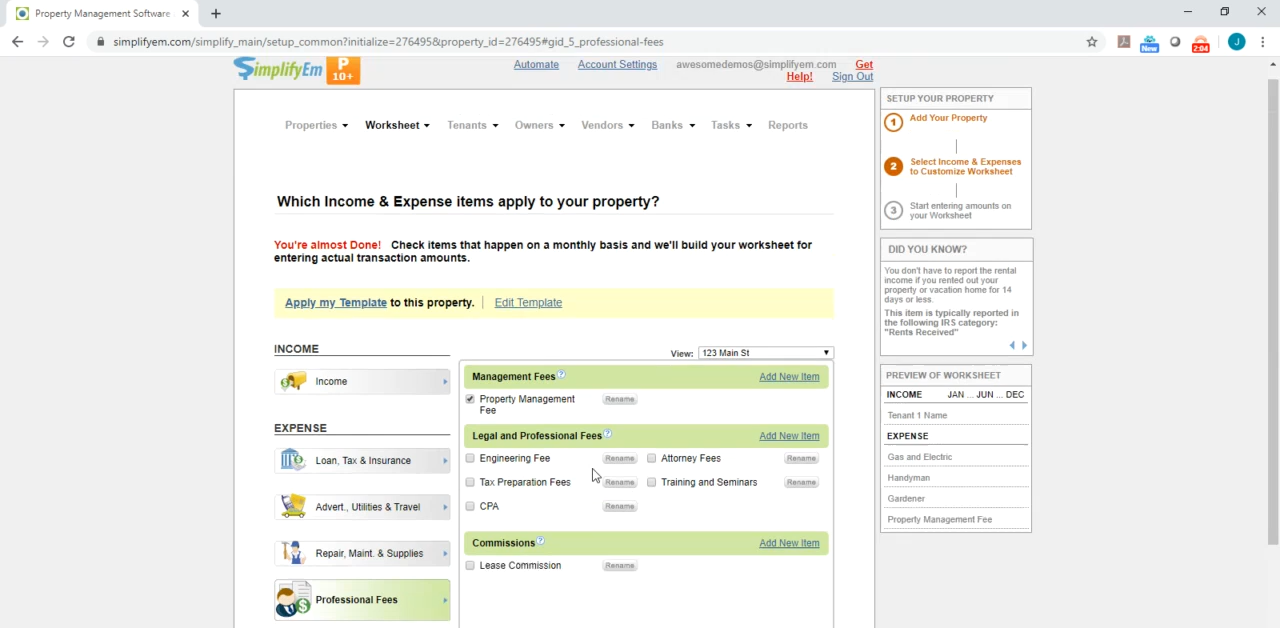 Property Management Software
simplifyem.com/simplify_main/setup_common?initialize=276495&property_id=276495#gid_5_professional-fees
New
2:04
J
SimplifyEm P 10+
Automate
Account Settings
awesomedemos@simplifyem.com
Get
Help!
Sign Out
Properties
Worksheet
Tenants
Owners
Vendors
Banks
Tasks
Reports
Which Income & Expense items apply to your property?
You're almost Done! Check items that happen on a monthly basis and we'll build your worksheet for
entering actual transaction amounts.
Apply my Template to this property. | Edit Template
INCOME
Income
EXPENSE
Loan, Tax & Insurance
Advert., Utilities & Travel
Repair, Maint. & Supplies
Professional Fees
View: 123 Main St
Management Fees ? Add New Item
Property Management
Fee
Rename
Legal and Professional Fees ? Add New Item
Engineering Fee Rename Attorney Fees Rename
Tax Preparation Fees Rename Training and Seminars Rename
CPA Rename
Commissions ? Add New Item
Lease Commission Rename
SETUP YOUR PROPERTY
1 Add Your Property
2 Select Income & Expenses
to Customize Worksheet
3 Start entering amounts on
your Worksheet
DID YOU KNOW?
You don't have to report the rental
income if you rented out your
property or vacation home for 14
days or less.
This item is typically reported in
the following IRS category:
"Rents Received"
PREVIEW OF WORKSHEET
INCOME JAN ... JUN ... DEC
Tenant 1 Name
EXPENSE
Gas and Electric
Handyman
Gardener
Property Management Fee